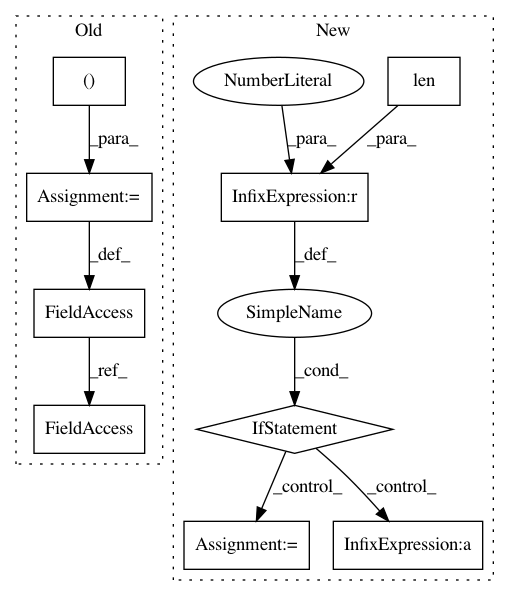 Old
New
()
NumberLiteral
len
_para_
_para_
_para_
Assignment:=
InfixExpression:r
_def_
_def_
FieldAccess
SimpleName
_ref_
_cond_
FieldAccess
IfStatement
_control_
_control_
Assignment:=
InfixExpression:a